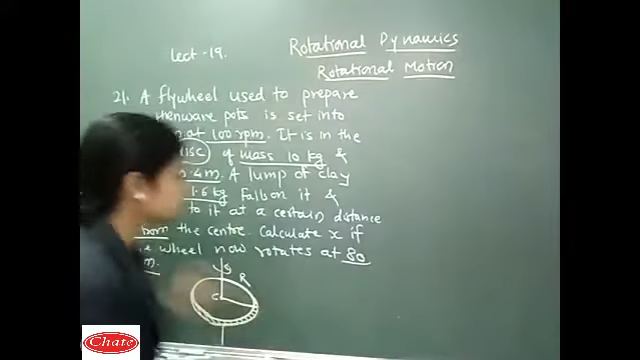 Lect-19.
Rotational Dynamics
Rotational Motion
21. A flywheel used to prepare
henware pots is set into
at 100 rpm. It is in the
ISC of mass 10 kg &
.4m. A lump of clay
1.6 kg falls on it &
to it at a certain distance
from the centre. Calculate x if
e wheel now rotates at 80
m.
R
C
Chate